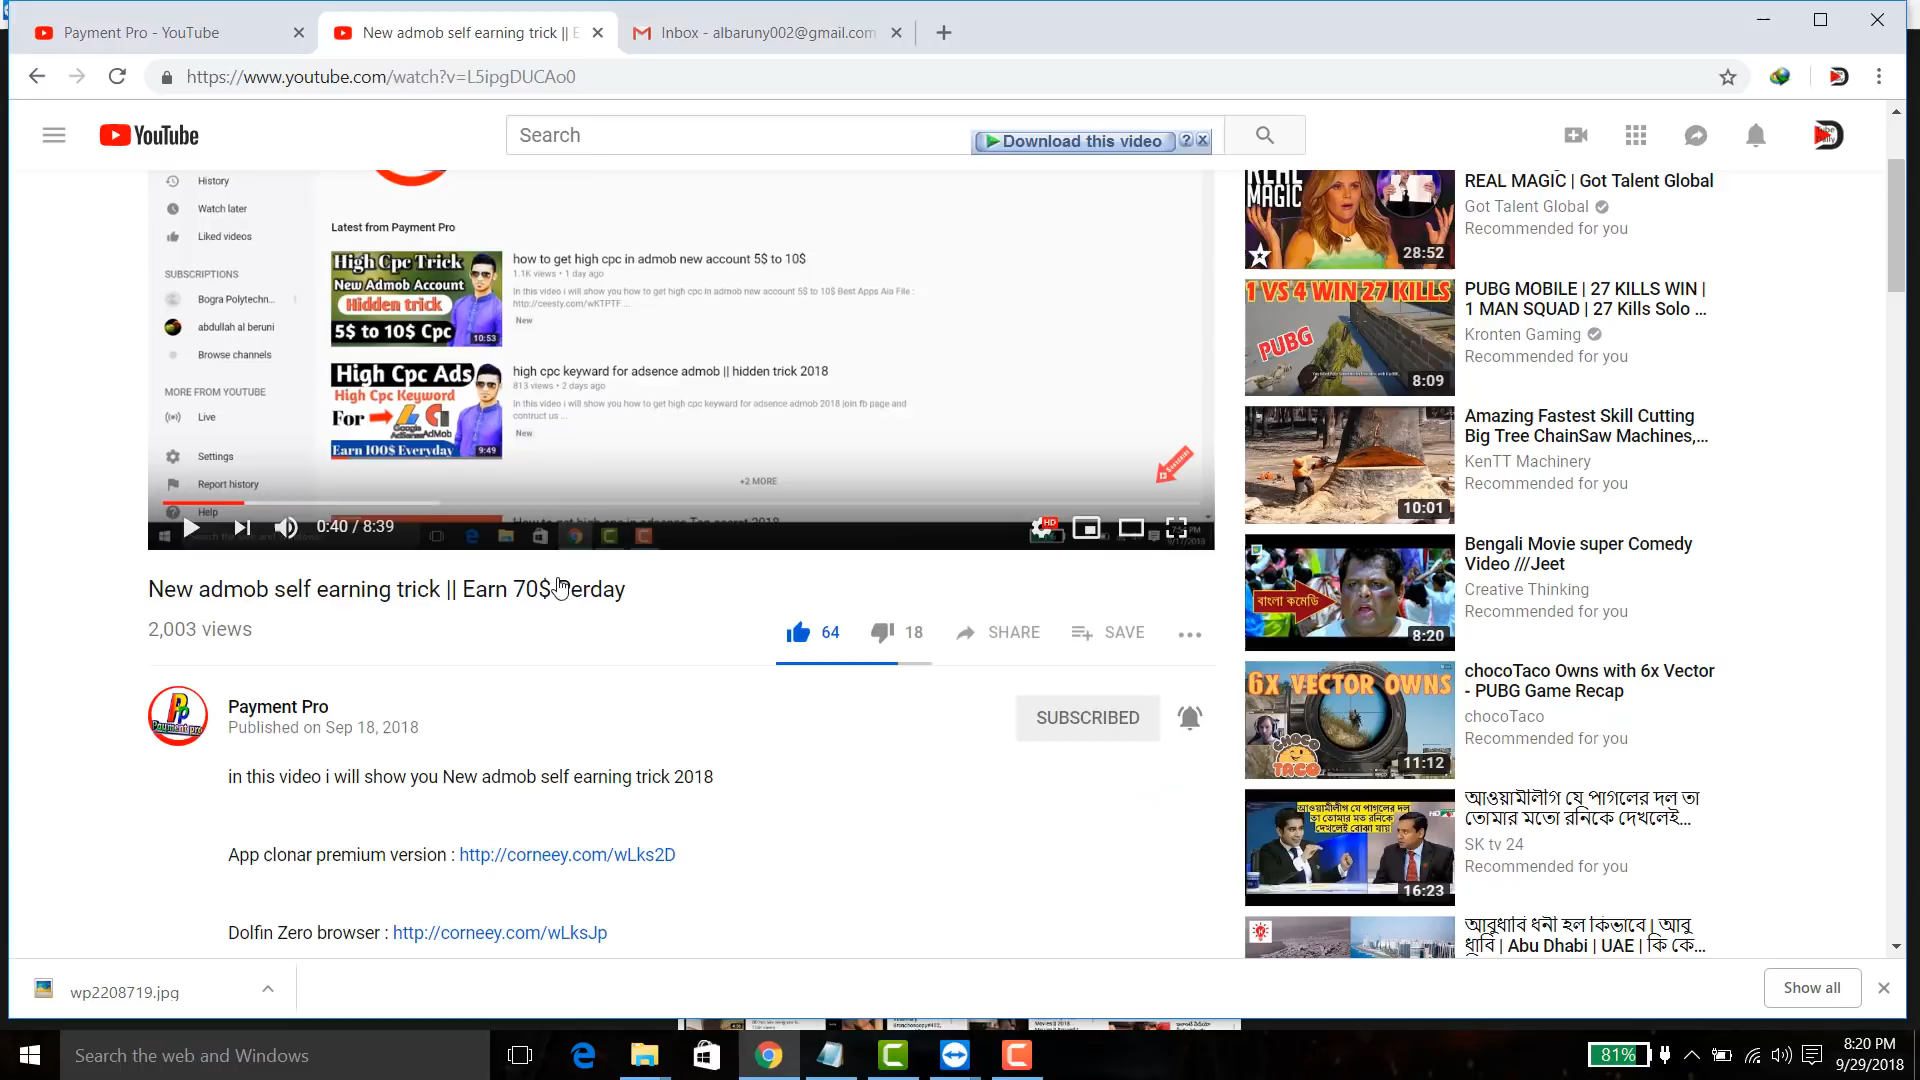 Payment Pro - YouTube
New admob self earning trick || E
Inbox - albaruny002@gmail.com
https://www.youtube.com/watch?v=L5ipgDUCAo0
YouTube
Search
Download this video
History
Watch later
Liked videos
SUBSCRIPTIONS
Bogra Polytechn...
abdullah al beruni
Browse channels
MORE FROM YOUTUBE
Live
Settings
Report history
Help
Latest from Payment Pro
High Cpc Trick
New Admob Account
Hidden trick
5$ to 10$ Cpc
10:53
how to get high cpc in admob new account 5$ to 10$
1.1K views • 1 day ago
In this video i will show you how to get high cpc in admob new account 5$ to 10$ Best Apps Aia File :
http://ceesty.com/wKTPTF ...
New
High Cpc Ads
High Cpc Keyword
For
Google
AdSense AdMob
Earn 100$ Everyday
9:49
high cpc keyward for adsence admob || hidden trick 2018
813 views • 2 days ago
In this video i will show you how to get high cpc keyward for adsence admob 2018 join fb page and
contruct us ...
New
+2 MORE
0:40 / 8:39
HD
New admob self earning trick || Earn 70$ Perday
2,003 views
64
18
SHARE
SAVE
Payment Pro
Published on Sep 18, 2018
SUBSCRIBED
in this video i will show you New admob self earning trick 2018
App clonar premium version : http://corneey.com/wLks2D
Dolfin Zero browser : http://corneey.com/wLksJp
REAL
MAGIC
28:52
REAL MAGIC | Got Talent Global
Got Talent Global
Recommended for you
1 VS 4 WIN 27 KILLS
PUBG
8:09
PUBG MOBILE | 27 KILLS WIN |
1 MAN SQUAD | 27 Kills Solo ...
Kronten Gaming
Recommended for you
10:01
Amazing Fastest Skill Cutting
Big Tree ChainSaw Machines,...
KenTT Machinery
Recommended for you
বাংলা কমেডি
8:20
Bengali Movie super Comedy
Video ///Jeet
Creative Thinking
Recommended for you
6X VECTOR OWNS
CHOCO
TACO
11:12
chocoTaco Owns with 6x Vector
- PUBG Game Recap
chocoTaco
Recommended for you
আওয়ামীলীগ যে পাগলের দল তা
তোমার মত রনিকে
দেখলেই বোঝা যায়
16:23
আওয়ামীলীগ যে পাগলের দল তা
তোমার মতো রনিকে দেখলেই...
SK tv 24
Recommended for you
আবুধাবি ধনী হল কিভাবে | আবু
ধাবি | Abu Dhabi | UAE | কি কে...
wp2208719.jpg
Show all
Search the web and Windows
81%
8:20 PM
9/29/2018